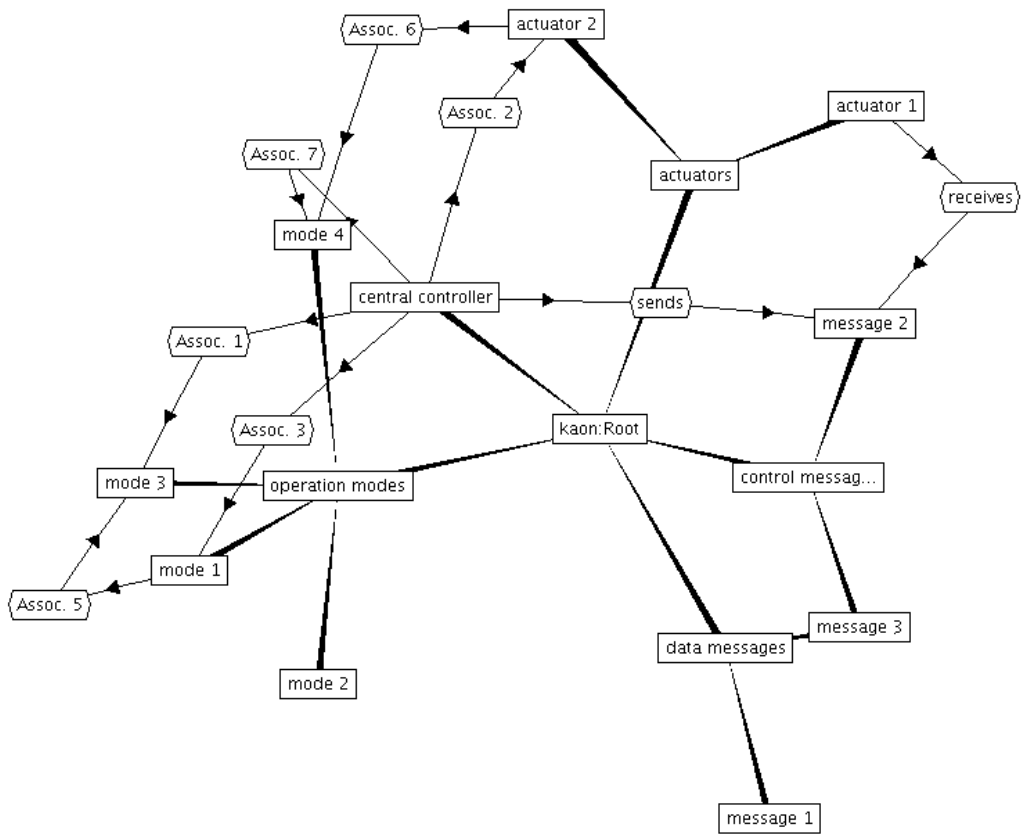 Assoc. 6
actuator 2
Assoc. 2
actuator 1
Assoc. 7
actuators
receives
mode 4
central controller
sends
message 2
Assoc. 1
Assoc. 3
kaon:Root
mode 3
operation modes
control messag...
mode 1
Assoc. 5
message 3
data messages
mode 2
message 1